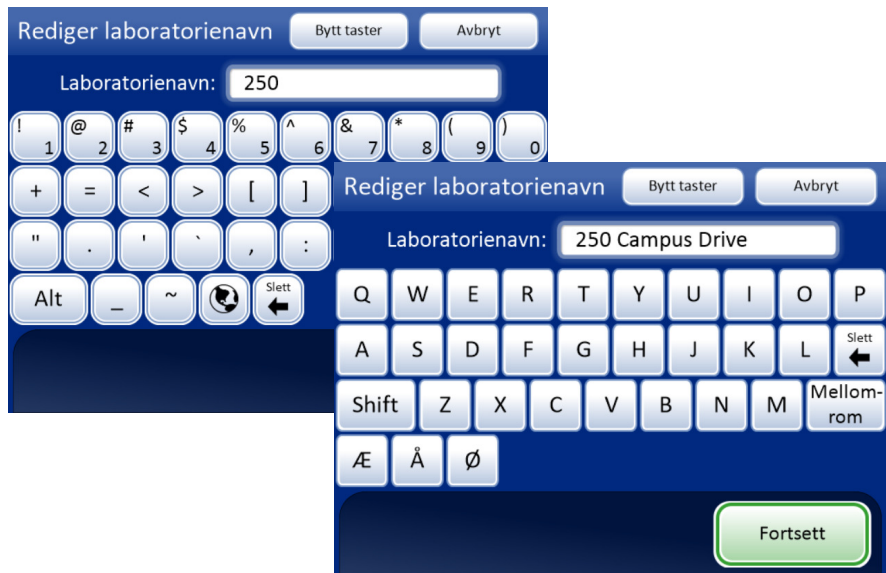 Rediger laboratorienavn Bytt taster Avbryt
Laboratorienavn: 250
! 1 @ 2 # 3 $ 4 % 5 ^ 6 & 7 * 8 ( 9 ) 0
+ = < > [ ]
" . ' ` , :
Alt _ ~ Slett
Rediger laboratorienavn Bytt taster Avbryt
Laboratorienavn: 250 Campus Drive
Q W E R T Y U I O P
A S D F G H J K L Slett
Shift Z X C V B N M Mellom-
rom
Æ Å Ø
Fortsett